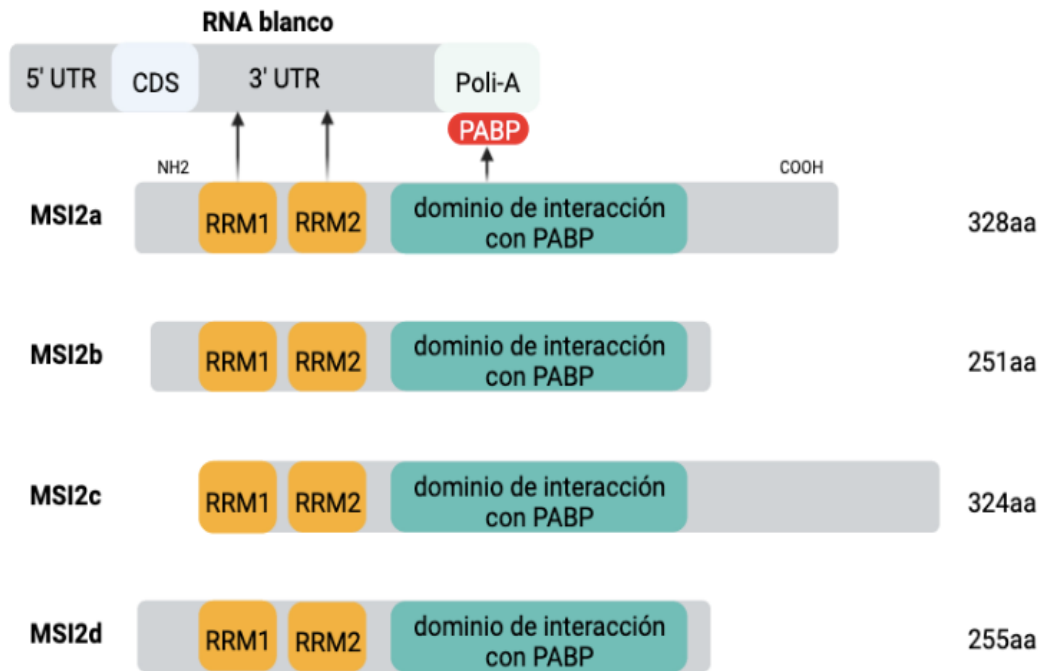 RNA blanco
5' UTR CDS 3' UTR Poli-A
PABP
NH2 COOH
MSI2a RRM1 RRM2 dominio de interacción
con PABP 328aa
MSI2b RRM1 RRM2 dominio de interacción
con PABP 251aa
MSI2c RRM1 RRM2 dominio de interacción
con PABP 324aa
MSI2d RRM1 RRM2 dominio de interacción
con PABP 255aa